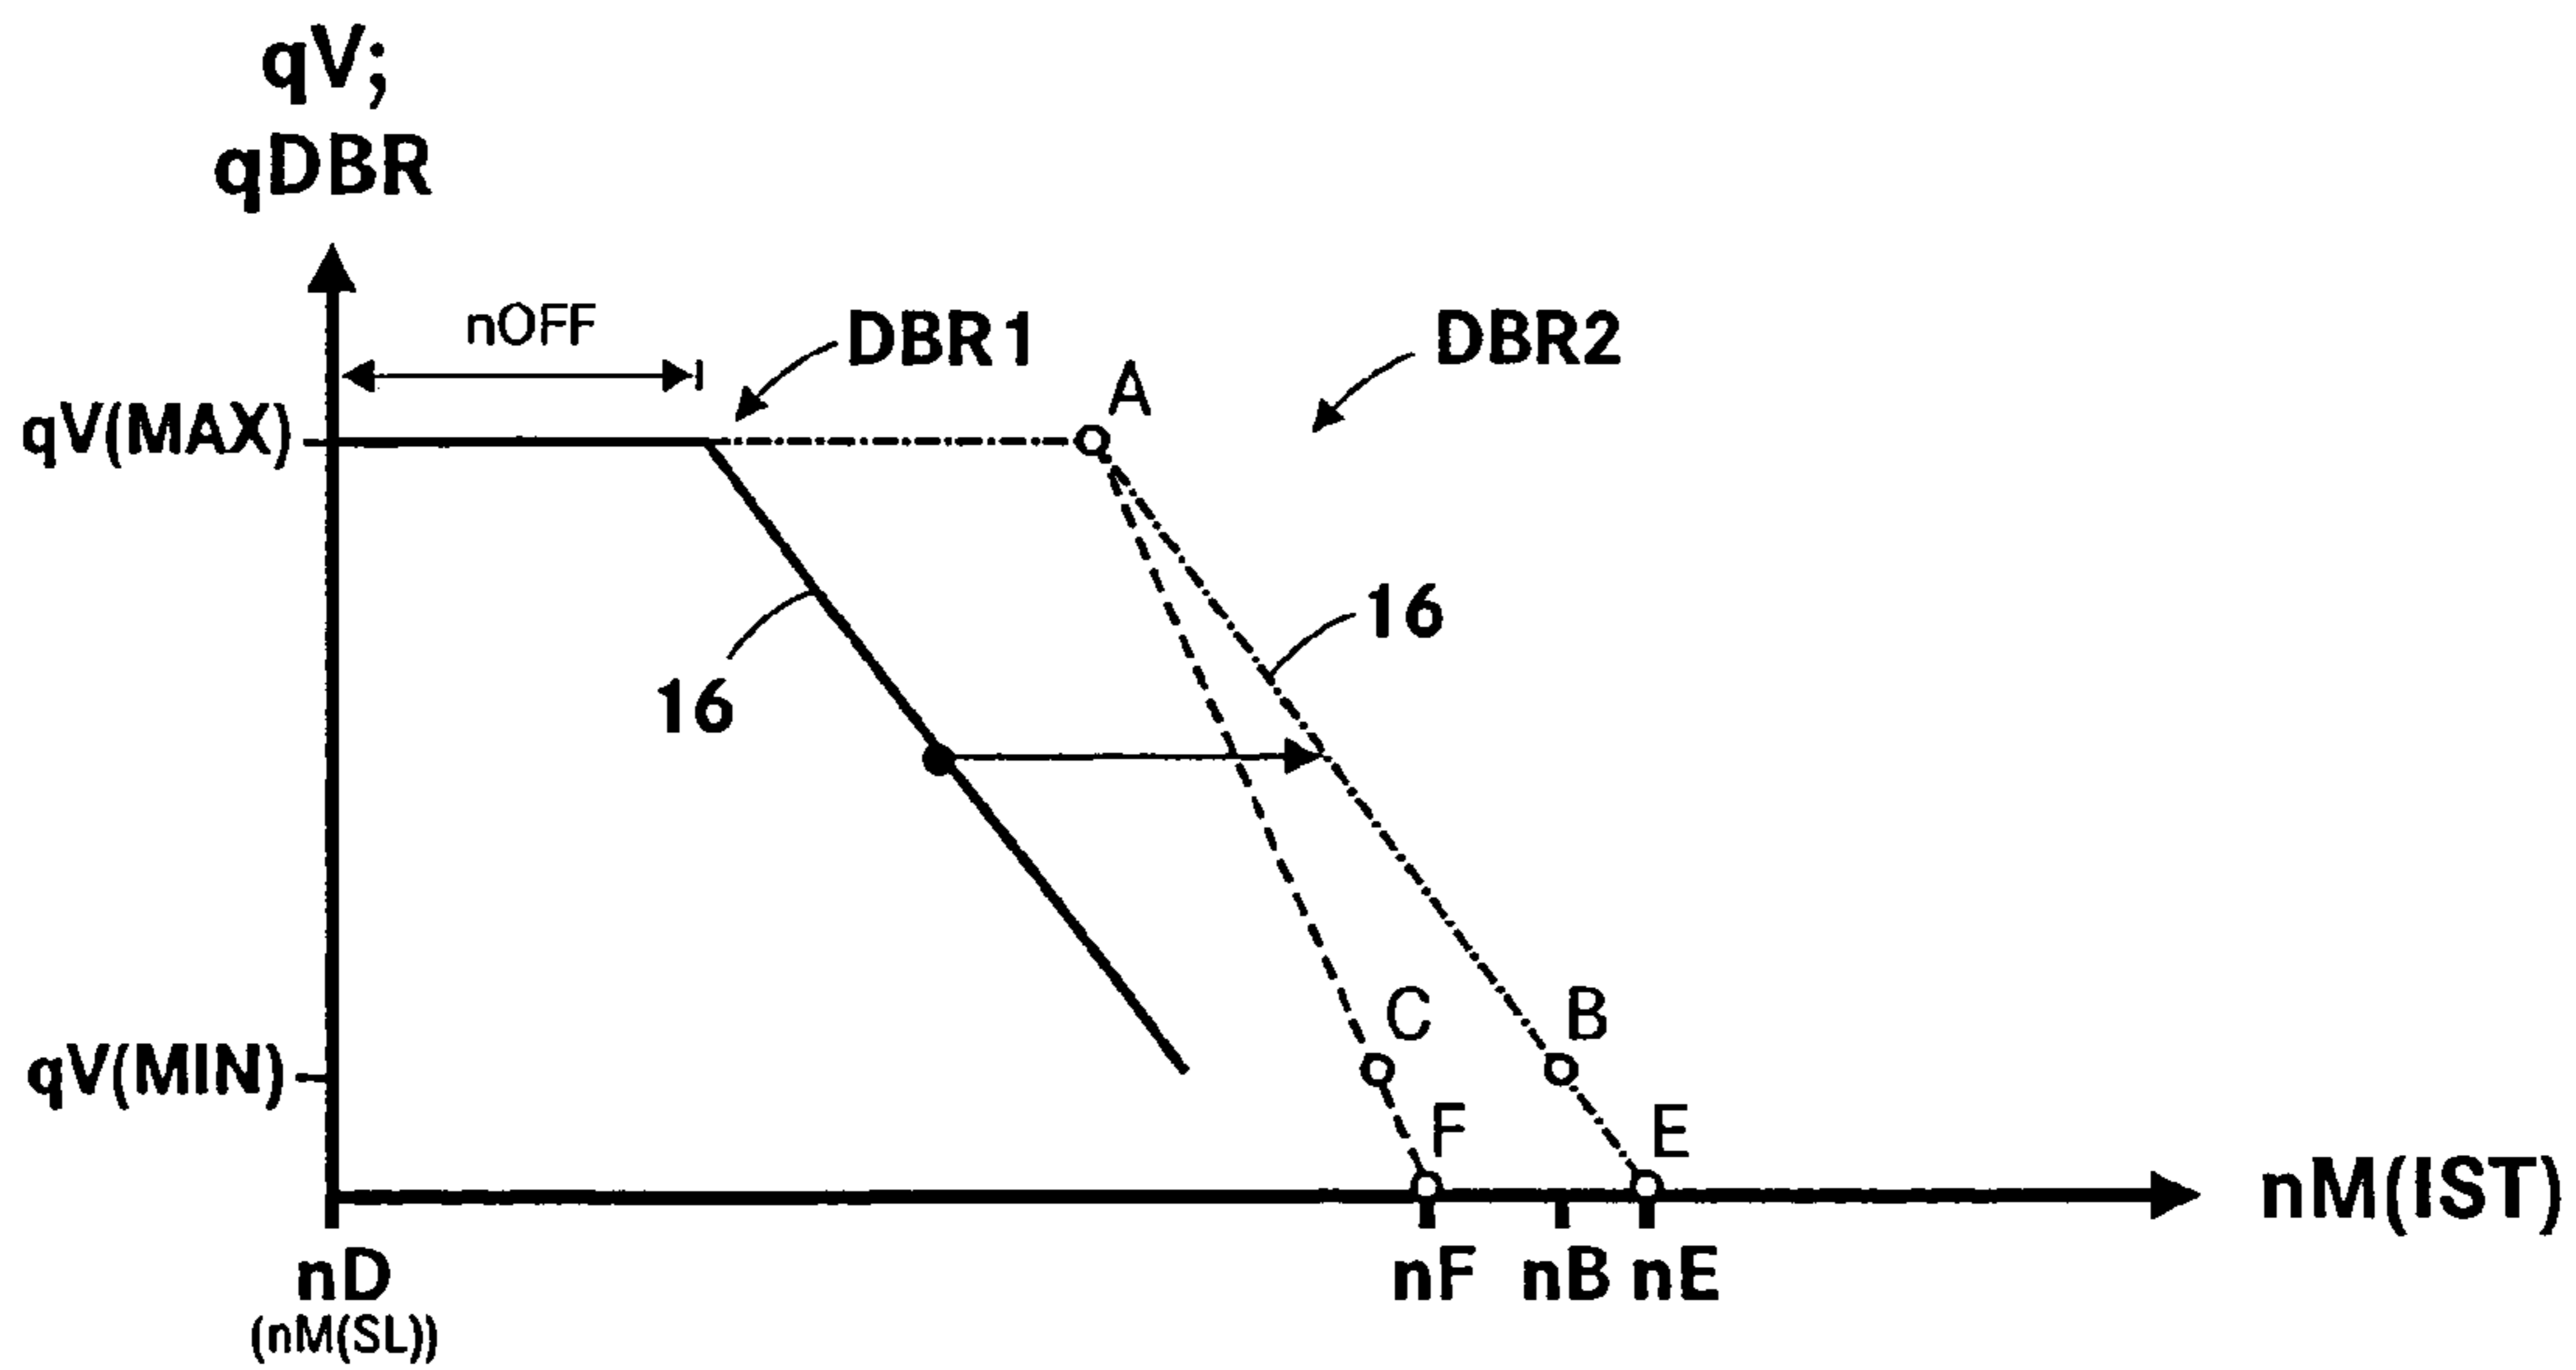 qV;
qDBR
nOFF
DBR1
DBR2
A
qV(MAX)
16
16
C
B
qV(MIN)
F
E
nM(IST)
nD
nF
nB
nE
(nM(SL))